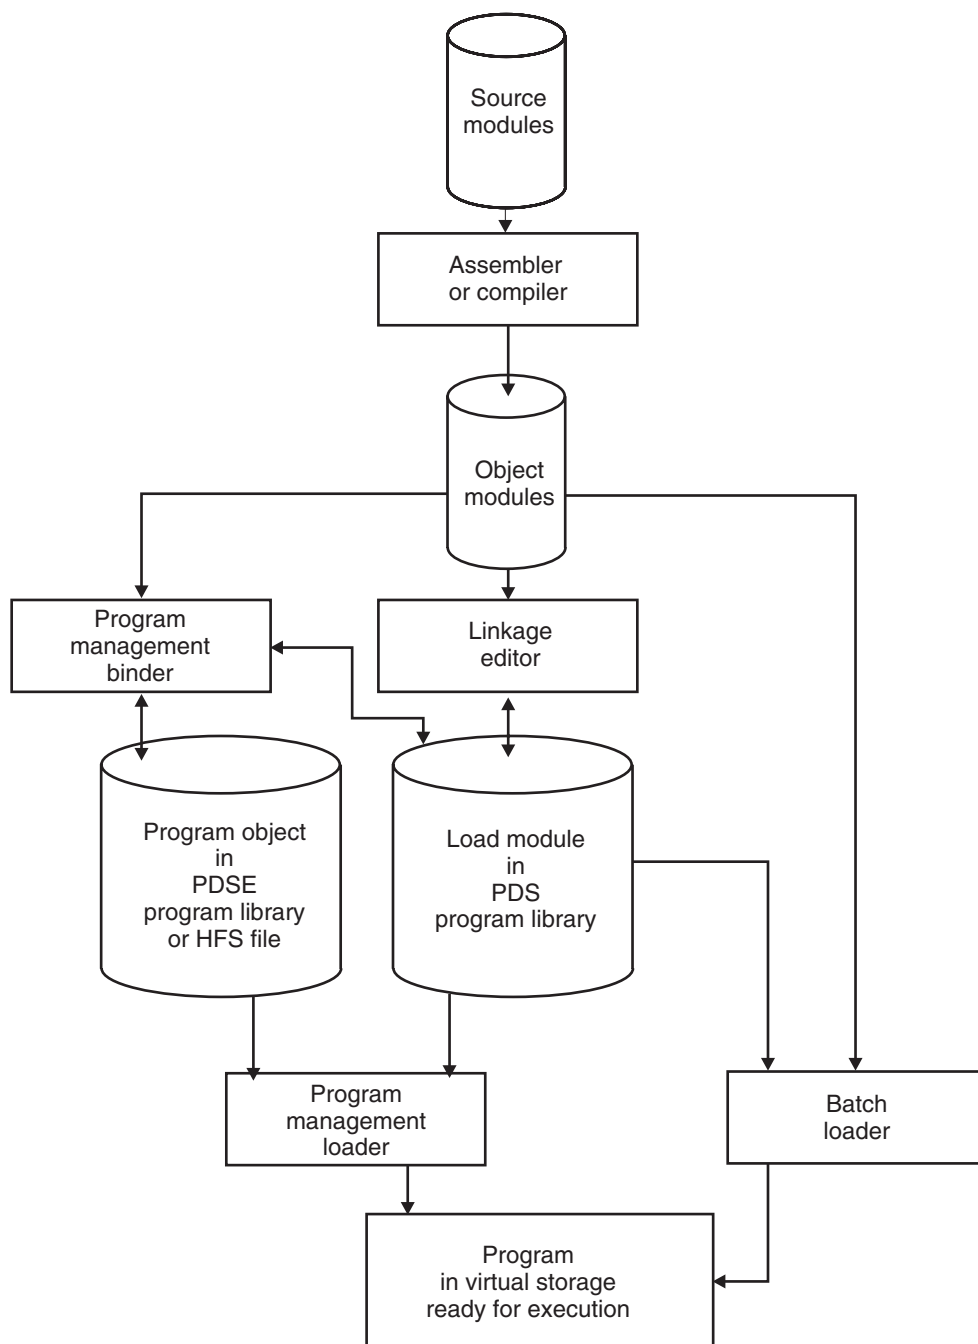 Source
modules
Assembler
or compiler
Object
modules
Program
management
binder
Linkage
editor
Program object
in
PDSE
program library
or HFS file
Load module
in
PDS
program library
Program
management
loader
Batch
loader
Program
in virtual storage
ready for execution